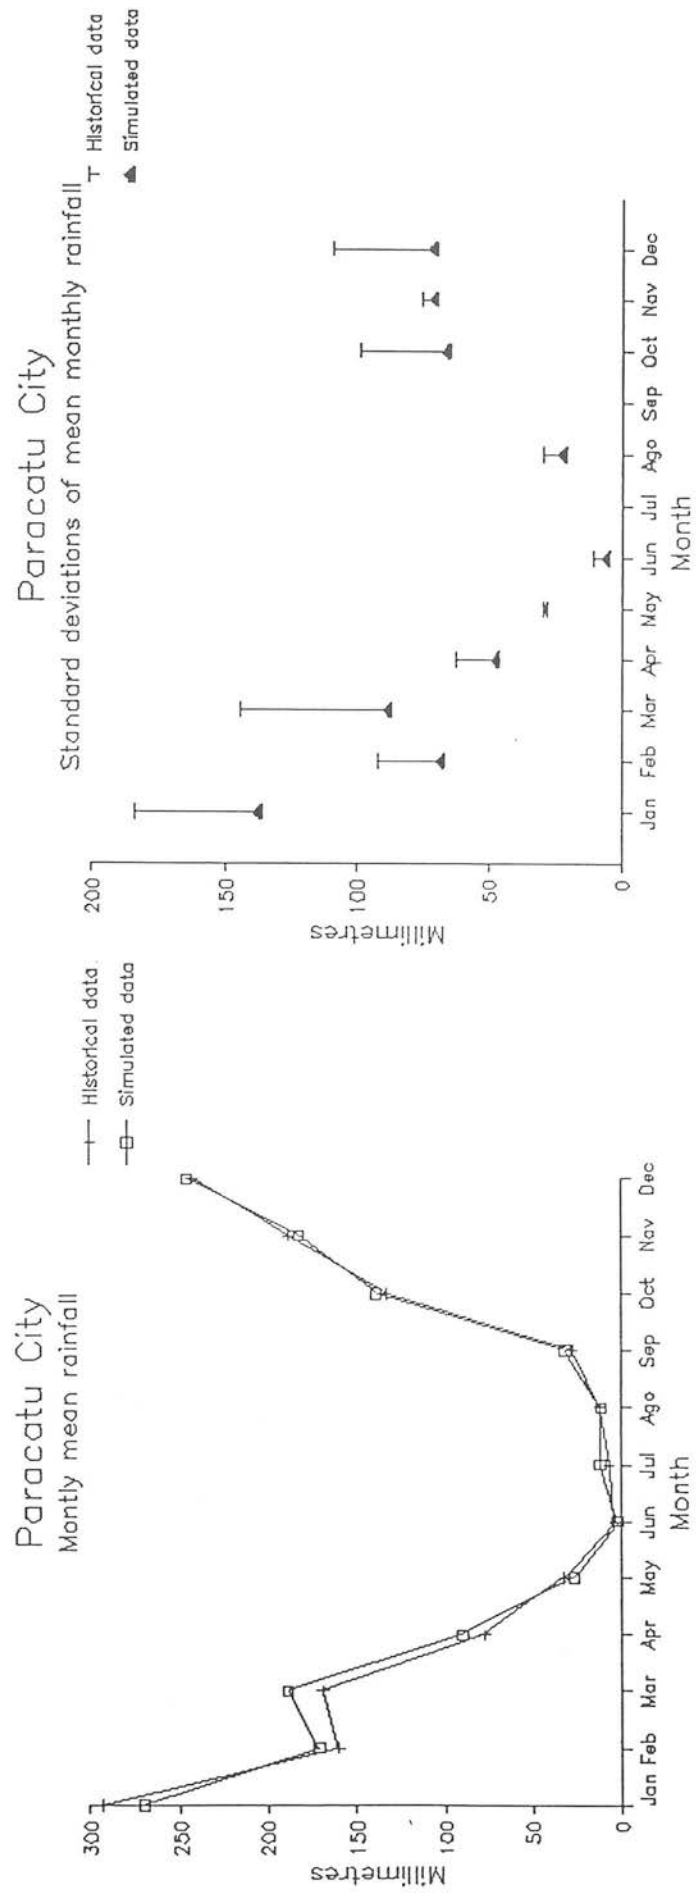 Paracatu City
Montly mean rainfall
Historical data
Simulated data
Millimetres
300
250
200
150
100
50
0
Jan Feb Mar Apr May Jun Jul Ago Sep Oct Nav Dec
Month
Paracatu City
Standard deviations of mean monthly rainfall
Historical data
Simulated data
Millimetres
200
150
100
50
0
Jan Feb Mar Apr May Jun Jul Ago Sep Oct Nav Dec
Month